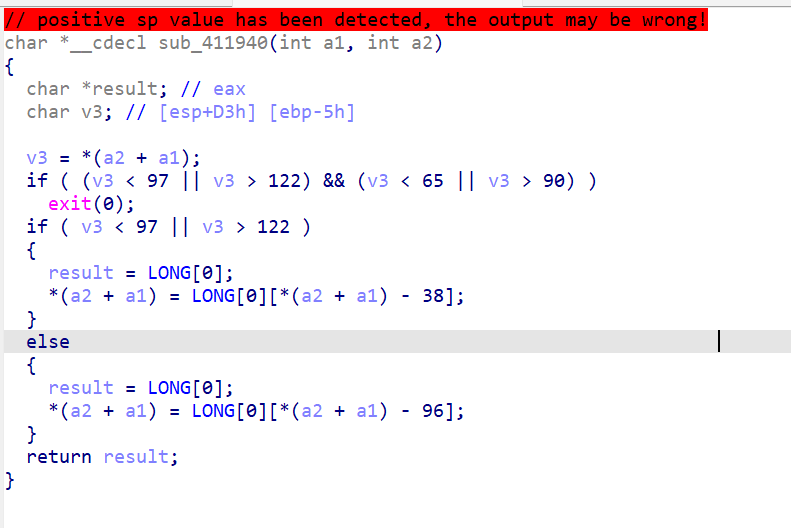 // positive sp value has been detected, the output may be wrong!
char *__cdecl sub_411940(int a1, int a2)
{
  char *result; // eax
  char v3; // [esp+D3h] [ebp-5h]

  v3 = *(a2 + a1);
  if ( (v3 < 97 || v3 > 122) && (v3 < 65 || v3 > 90) )
    exit(0);
  if ( v3 < 97 || v3 > 122 )
  {
    result = LONG[0];
    *(a2 + a1) = LONG[0][*(a2 + a1) - 38];
  }
  else
  {
    result = LONG[0];
    *(a2 + a1) = LONG[0][*(a2 + a1) - 96];
  }
  return result;
}